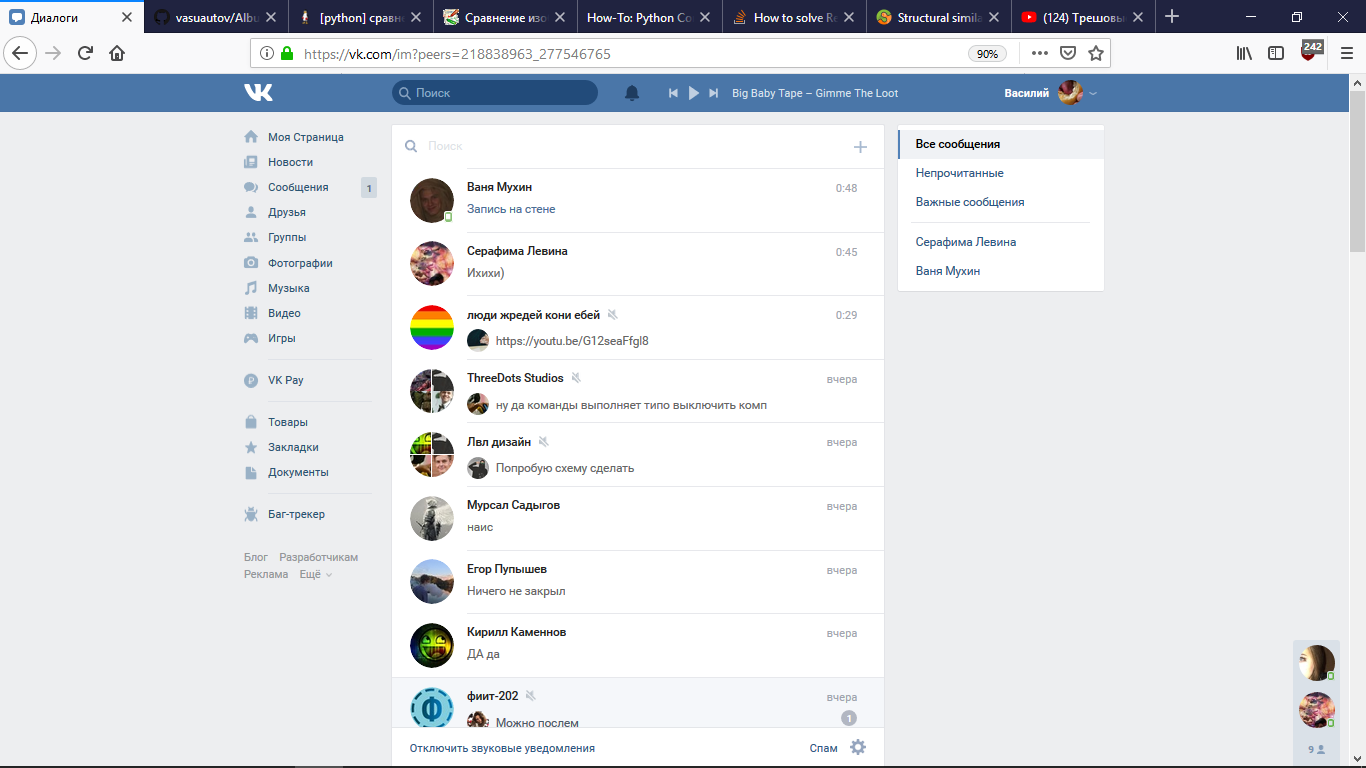 Диалоги
vasuautov/Albu
[python] сравне
Сравнение изо
How-To: Python Co
How to solve Re
Structural simila
(124) Трешовы
https://vk.com/im?peers=218838963_277546765
90%
242
Поиск
Big Baby Tape – Gimme The Loot
Василий
Моя Страница
Новости
Сообщения
1
Друзья
Группы
Фотографии
Музыка
Видео
Игры
VK Pay
Товары
Закладки
Документы
Баг-трекер
Блог Разработчикам
Реклама Ещё
Поиск
Ваня Мухин
0:48
Запись на стене
Серафима Левина
0:45
Ихихи)
люди жредей кони ебей
0:29
https://youtu.be/G12seaFfgl8
ThreeDots Studios
вчера
ну да команды выполняет типо выключить комп
Лвл дизайн
вчера
Попробую схему сделать
Мурсал Садыгов
вчера
наис
Егор Пупышев
вчера
Ничего не закрыл
Кирилл Каменнов
вчера
ДА да
фиит-202
вчера
Можно послем
1
Отключить звуковые уведомления
Спам
Все сообщения
Непрочитанные
Важные сообщения
Серафима Левина
Ваня Мухин
9